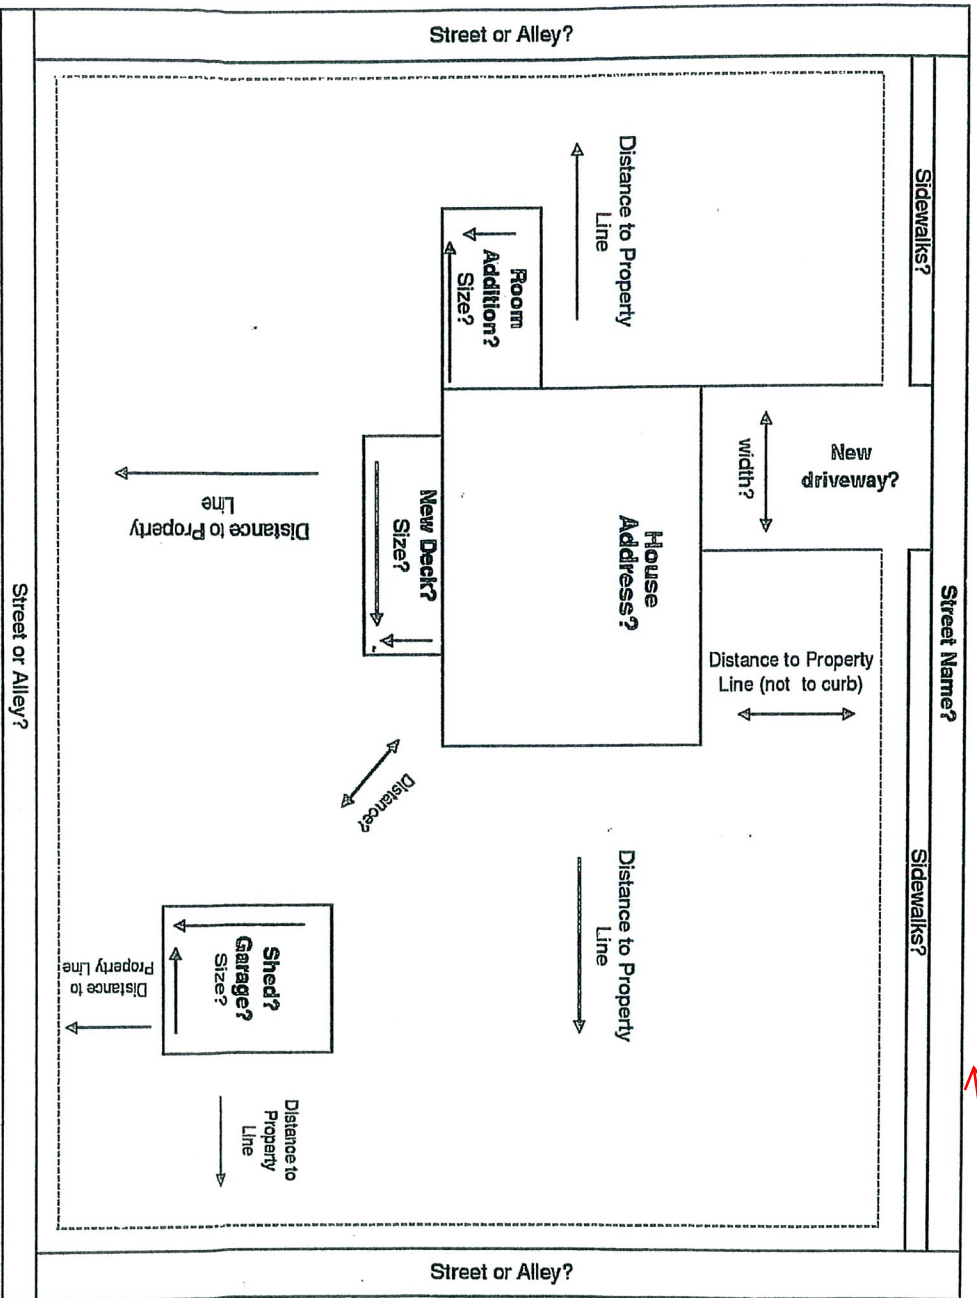 Street or Alley?
Sidewalks?
Distance to Property
Line
Room
Addition?
Size?
New
driveway?
width?
House
Address?
New Deck?
Size?
Distance to Property
Line
Street Name?
Distance to Property
Line (not to curb)
Street or Alley?
Distance?
Sidewalks?
Distance to Property
Line
Shed?
Garage?
Size?
Distance to
Property Line
Distance to
Property
Line
Street or Alley?